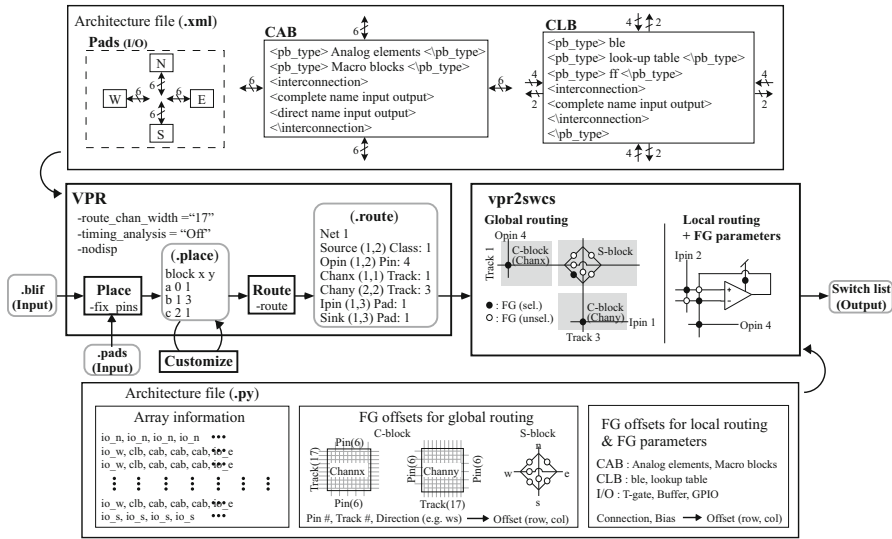 Architecture file (.xml)
Pads (I/O)
N
6
6
W
6
E
6
S
CAB
6
6
<pb_type> Analog elements <\pb_type>
<pb_type> Macro blocks <\pb_type>
<interconnection>
<complete name input output>
<direct name input output>
<\interconnection>
6
6
CLB
4
2
<pb_type> ble
<pb_type> look-up table <\pb_type>
<pb_type> ff <\pb_type>
<interconnection>
<complete name input output>
<\interconnection>
<\pb_type>
4
2
4
2
4
2
VPR
-route_chan_width =“17”
-timing_analysis = “Off”
-nodisp
.blif
(Input)
Place
-fix_pins
.pads
(Input)
(.place)
block x y
a 0 1
b 1 3
c 2 1
Customize
Route
-route
(.route)
Net 1
Source (1,2) Class: 1
Opin (1,2) Pin: 4
Chanx (1,1) Track: 1
Chany (2,2) Track: 3
Ipin (1,3) Pad: 1
Sink (1,3) Pad: 1
vpr2swcs
Global routing
Opin 4
Track 1
C-block
(Chanx)
S-block
: FG (sel.)
: FG (unsel.)
C-block
(Chany)
Ipin 1
Track 3
Local routing
+ FG parameters
Ipin 2
+
−
Opin 4
Switch list
(Output)
Architecture file (.py)
Array information
io_n, io_n, io_n, io_n
io_w, clb, cab, cab, cab, io_e
io_w, clb, cab, cab, cab, io_e
io_w, clb, cab, cab, cab, io_e
io_s, io_s, io_s, io_s
FG offsets for global routing
C-block
Pin(6)
Track(17)
Channx
Pin(6)
Pin(6)
Channy
Pin(6)
Track(17)
S-block
n
w
e
s
Pin #, Track #, Direction (e.g. ws) → Offset (row, col)
FG offsets for local routing
& FG parameters
CAB : Analog elements, Macro blocks
CLB : ble, lookup table
I/O : T-gate, Buffer, GPIO
Connection, Bias → Offset (row, col)